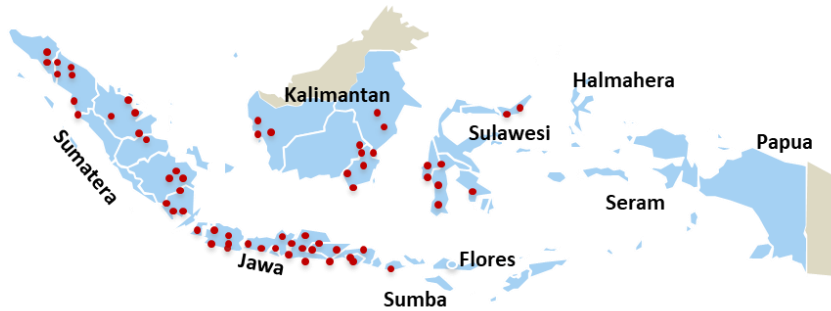 Halmahera
Kalimantan
Sulawesi
Papua
Sumatera
Seram
Jawa
Flores
Sumba